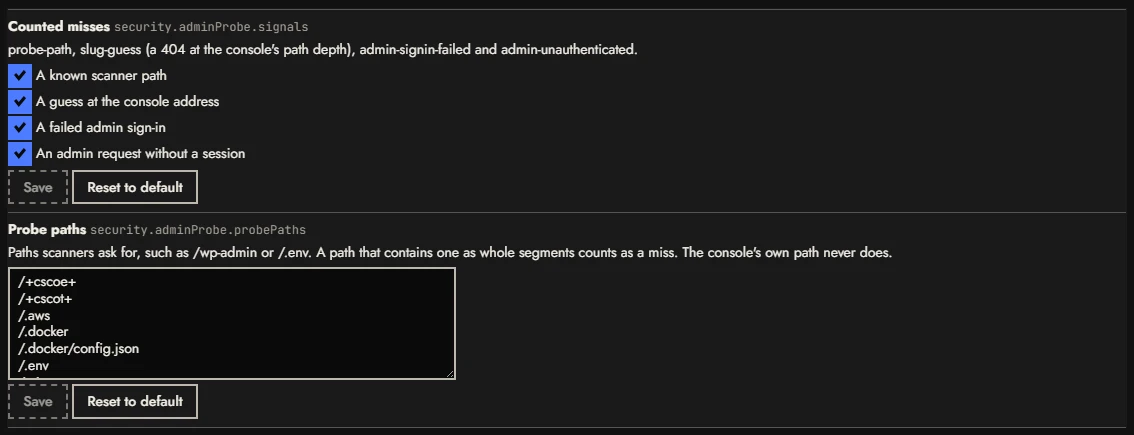 Counted misses security.adminProbe.signals
probe-path, slug-guess (a 404 at the console's path depth), admin-signin-failed and admin-unauthenticated.
A known scanner path
A guess at the console address
A failed admin sign-in
An admin request without a session
Save Reset to default
Probe paths security.adminProbe.probePaths
Paths scanners ask for, such as /wp-admin or /.env. A path that contains one as whole segments counts as a miss. The console's own path never does.
/+cscoe+
/+cscot+
/.aws
/.docker
/.docker/config.json
/.env
Save Reset to default